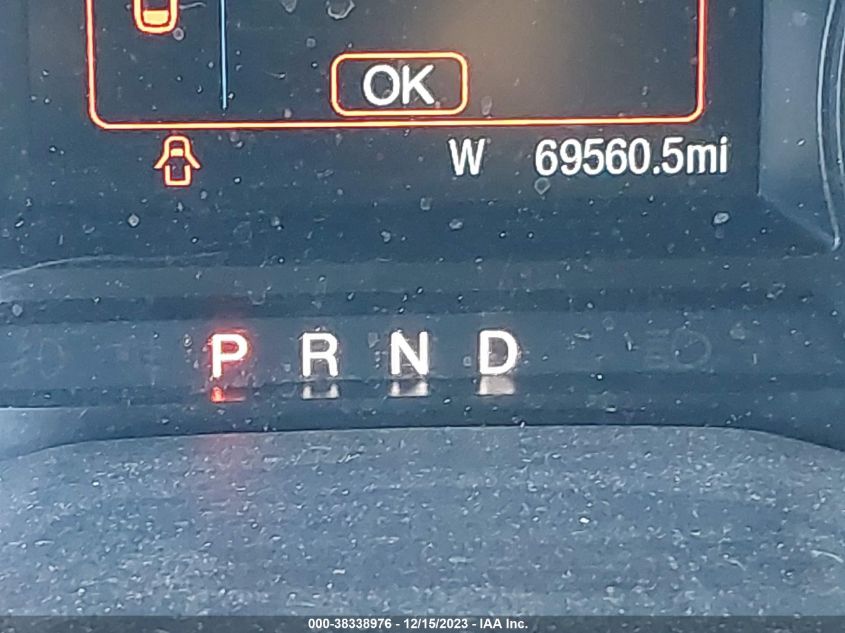 OK
W 69560.5mi
P R N D
000-38338976 - 12/15/2023 - IAA Inc.